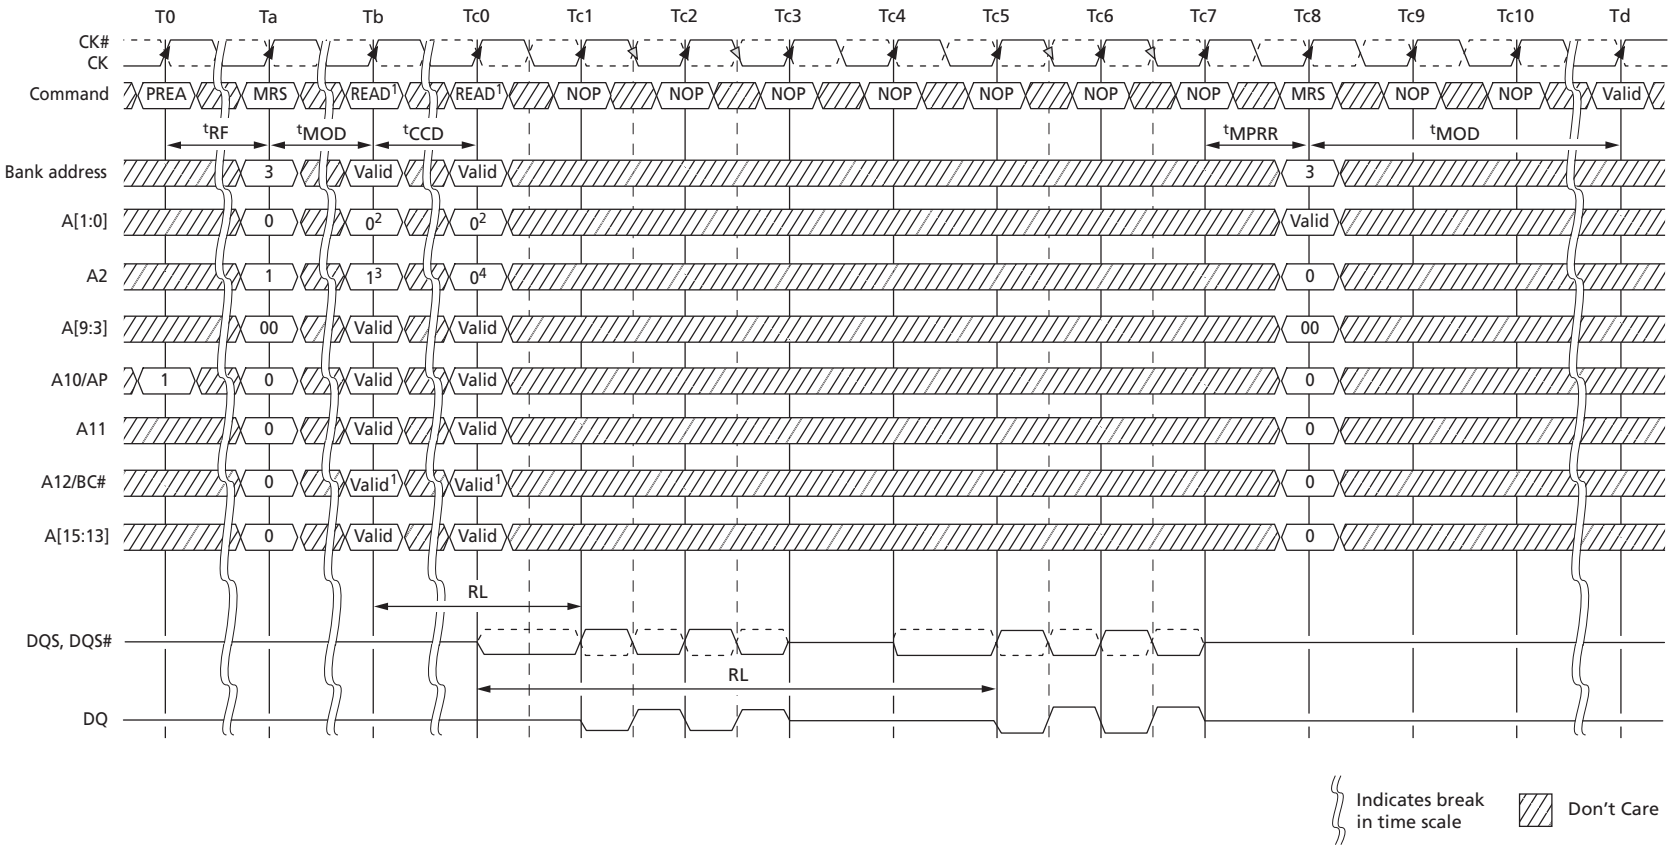 T0 Ta Tb Tc0 Tc1 Tc2 Tc3 Tc4 Tc5 Tc6 Tc7 Tc8 Tc9 Tc10 Td
CK#
CK
Command PREA MRS READ1 READ1 NOP NOP NOP NOP NOP NOP NOP MRS NOP NOP Valid
tRF tMOD tCCD tMPRR tMOD
Bank address 3 Valid Valid 3
A[1:0] 0 02 02 Valid
A2 1 13 04 0
A[9:3] 00 Valid Valid 00
A10/AP 1 0 Valid Valid 0
A11 0 Valid Valid 0
A12/BC# 0 Valid1 Valid1 0
A[15:13] 0 Valid Valid 0
RL
DQS, DQS#
RL
DQ
Indicates break
in time scale
Don't Care